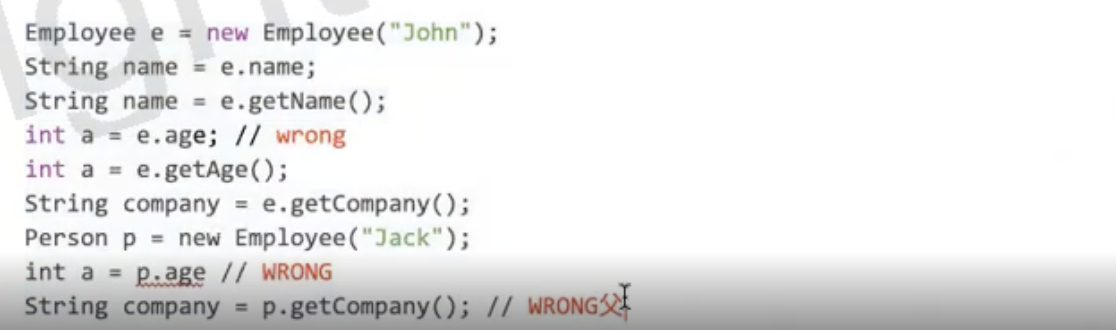 Employee e = new Employee("John");
String name = e.name;
String name = e.getName();
int a = e.age; // wrong
int a = e.getAge();
String company = e.getCompany();
Person p = new Employee("Jack");
int a = p.age // WRONG
String company = p.getCompany(); // WRONG父